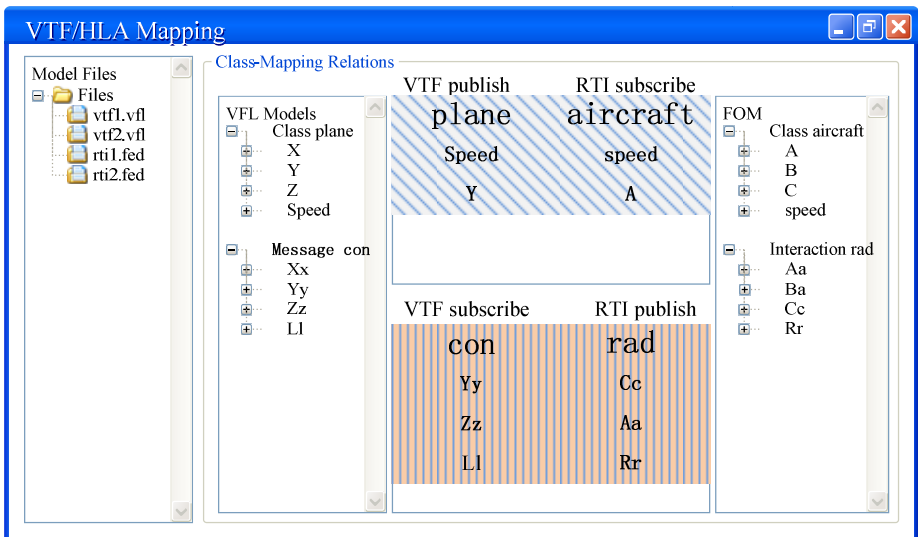 VTF/HLA Mapping
Model Files
Files
vtf1.vfl
vtf2.vfl
rti1.fed
rti2.fed
Class-Mapping Relations
VFL Models
Class plane
X
Y
Z
Speed
Message con
Xx
Yy
Zz
Ll
VTF publish RTI subscribe
plane aircraft
Speed speed
Y A
VTF subscribe RTI publish
con rad
Yy Cc
Zz Aa
Ll Rr
FOM
Class aircraft
A
B
C
speed
Interaction rad
Aa
Ba
Cc
Rr